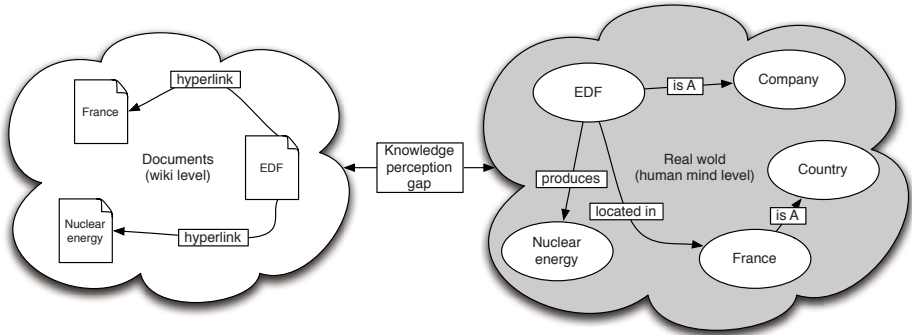 hyperlink
France
Documents
(wiki level)
EDF
Nuclear
energy
hyperlink
Knowledge
perception
gap
EDF
is A
Company
Real wold
(human mind level)
Country
produces
located in
is A
Nuclear
energy
France